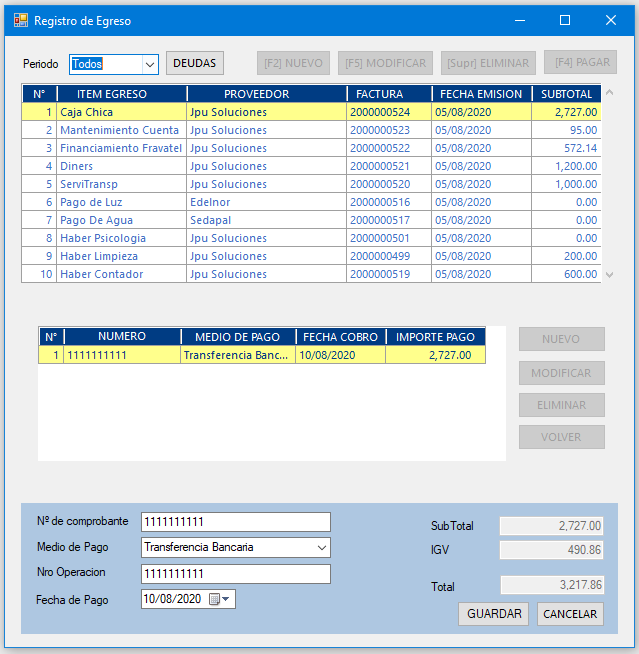 Registro de Egreso
Periodo Todos DEUDAS [F2] NUEVO [F5] MODIFICAR [Supr] ELIMINAR [F4] PAGAR
N° ITEM EGRESO PROVEEDOR FACTURA FECHA EMISION SUBTOTAL
1 Caja Chica Jpu Soluciones 2000000524 05/08/2020 2,727.00
2 Mantenimiento Cuenta Jpu Soluciones 2000000523 05/08/2020 95.00
3 Financiamiento Fravatel Jpu Soluciones 2000000522 05/08/2020 572.14
4 Diners Jpu Soluciones 2000000521 05/08/2020 1,200.00
5 ServiTransp Jpu Soluciones 2000000520 05/08/2020 1,000.00
6 Pago de Luz Edelnor 2000000516 05/08/2020 0.00
7 Pago De Agua Sedapal 2000000517 05/08/2020 0.00
8 Haber Psicologia Jpu Soluciones 2000000501 05/08/2020 0.00
9 Haber Limpieza Jpu Soluciones 2000000499 05/08/2020 200.00
10 Haber Contador Jpu Soluciones 2000000519 05/08/2020 600.00
N° NUMERO MEDIO DE PAGO FECHA COBRO IMPORTE PAGO
1 1111111111 Transferencia Banc... 10/08/2020 2,727.00
NUEVO
MODIFICAR
ELIMINAR
VOLVER
Nº de comprobante 1111111111
Medio de Pago Transferencia Bancaria
Nro Operacion 1111111111
Fecha de Pago 10/08/2020
SubTotal 2,727.00
IGV 490.86
Total 3,217.86
GUARDAR CANCELAR